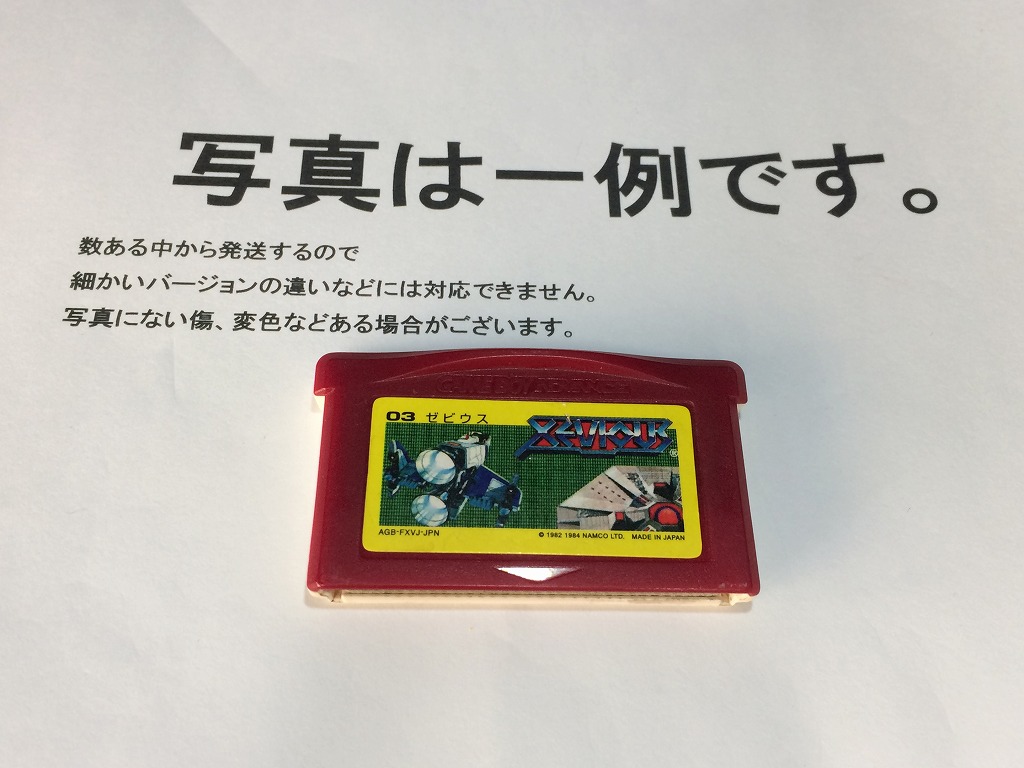 写真は一例です。
数ある中から発送するので
細かいバージョンの違いなどには対応できません。
写真にない傷、変色などある場合がございます。
GAME BOY ADVANCE
03 ゼビウス
XEVIOUS ®
AGB-FXVJ-JPN
© 1982 1984 NAMCO LTD. MADE IN JAPAN